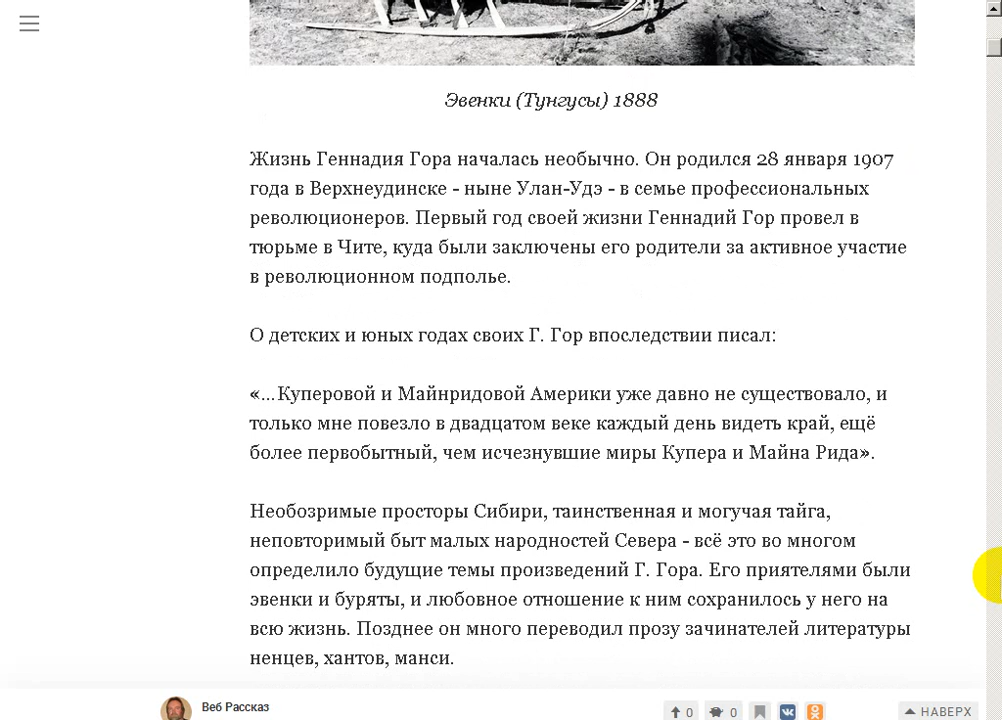 Эвенки (Тунгусы) 1888
Жизнь Геннадия Гора началась необычно. Он родился 28 января 1907
года в Верхнеудинске - ныне Улан-Удэ - в семье профессиональных
революционеров. Первый год своей жизни Геннадий Гор провел в
тюрьме в Чите, куда были заключены его родители за активное участие
в революционном подполье.
О детских и юных годах своих Г. Гор впоследствии писал:
«...Куперовой и Майнридовой Америки уже давно не существовало, и
только мне повезло в двадцатом веке каждый день видеть край, ещё
более первобытный, чем исчезнувшие миры Купера и Майна Рида».
Необозримые просторы Сибири, таинственная и могучая тайга,
неповторимый быт малых народностей Севера - всё это во многом
определило будущие темы произведений Г. Гора. Его приятелями были
эвенки и буряты, и любовное отношение к ним сохранилось у него на
всю жизнь. Позднее он много переводил прозу зачинателей литературы
ненцев, хантов, манси.
Веб Рассказ
0
0
НАВЕРХ